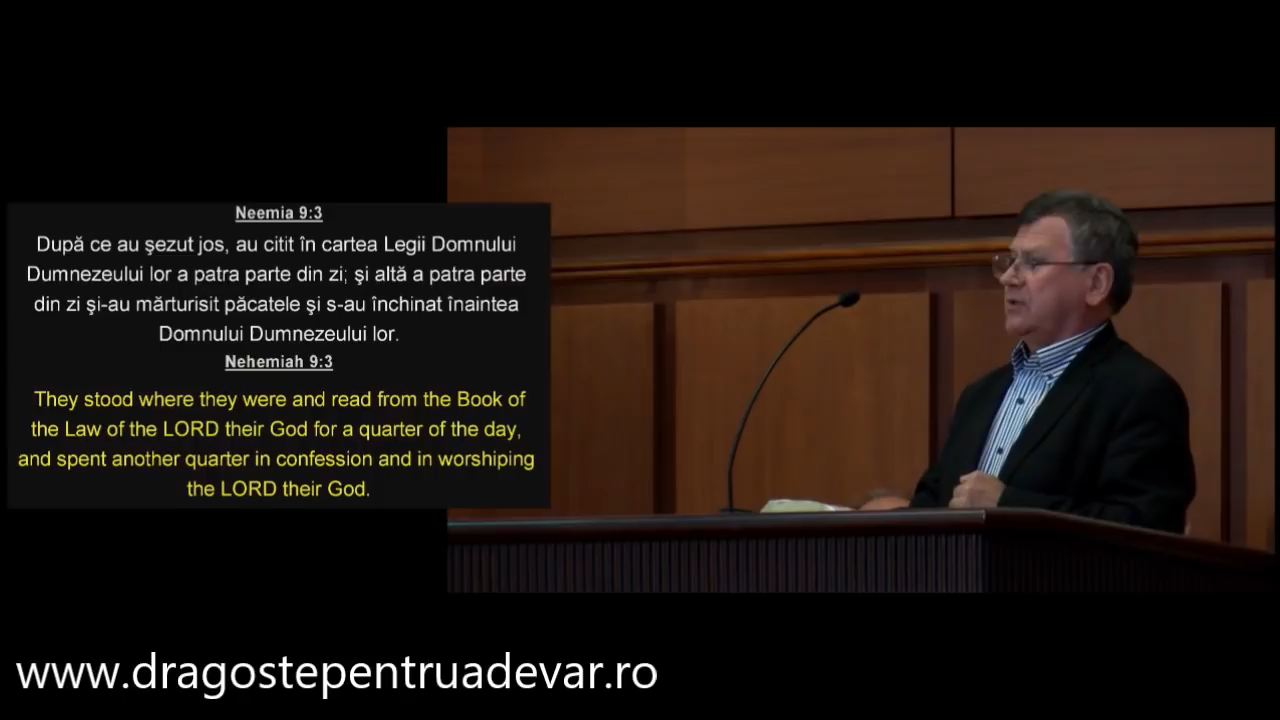 Neemia 9:3
După ce au şezut jos, au citit în cartea Legii Domnului
Dumnezeului lor a patra parte din zi; şi altă a patra parte
din zi şi-au mărturisit păcatele şi s-au închinat înaintea
Domnului Dumnezeului lor.
Nehemiah 9:3
They stood where they were and read from the Book of
the Law of the LORD their God for a quarter of the day,
and spent another quarter in confession and in worshiping
the LORD their God.
www.dragostepentruadevar.ro